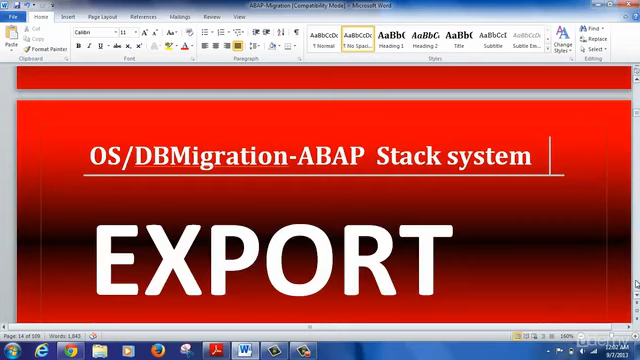 ABAP-Migration [Compatibility Mode] - Microsoft Word
File Home Insert Page Layout References Mailings Review View
Paste
Cut
Copy
Format Painter
Calibri 11
AaBbCcDc AaBbCcDc AaBbC AaBbCc AaBb AaBbCcI AaBbCcDc
¶ Normal ¶ No Spaci... Heading 1 Heading 2 Title Subtitle Subtle Em...
Change Styles
Find
Replace
Select
Clipboard Font Paragraph Styles Editing
OS/DBMigration-ABAP Stack system
EXPORT
Page: 14 of 109 Words: 1,843 160%
12:02 AM
9/7/2013
Udemy